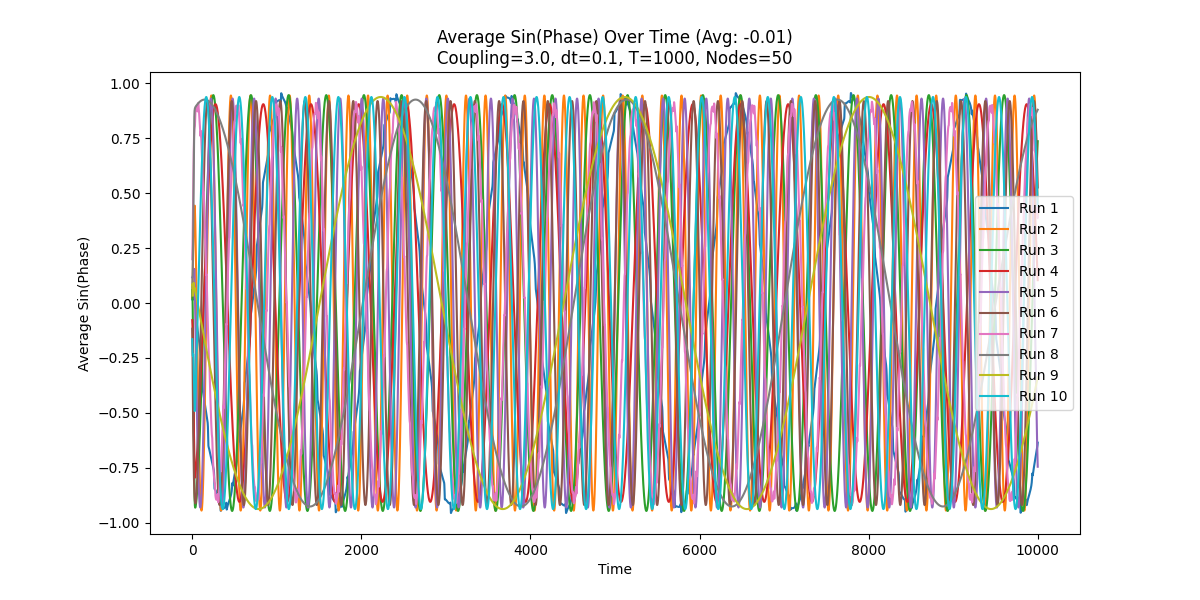 Average Sin(Phase) Over Time (Avg: -0.01)
Coupling=3.0, dt=0.1, T=1000, Nodes=50
1.00
0.75
0.50
0.25
0.00
−0.25
−0.50
−0.75
−1.00
Average Sin(Phase)
Run 1
Run 2
Run 3
Run 4
Run 5
Run 6
Run 7
Run 8
Run 9
Run 10
0 2000 4000 6000 8000 10000
Time